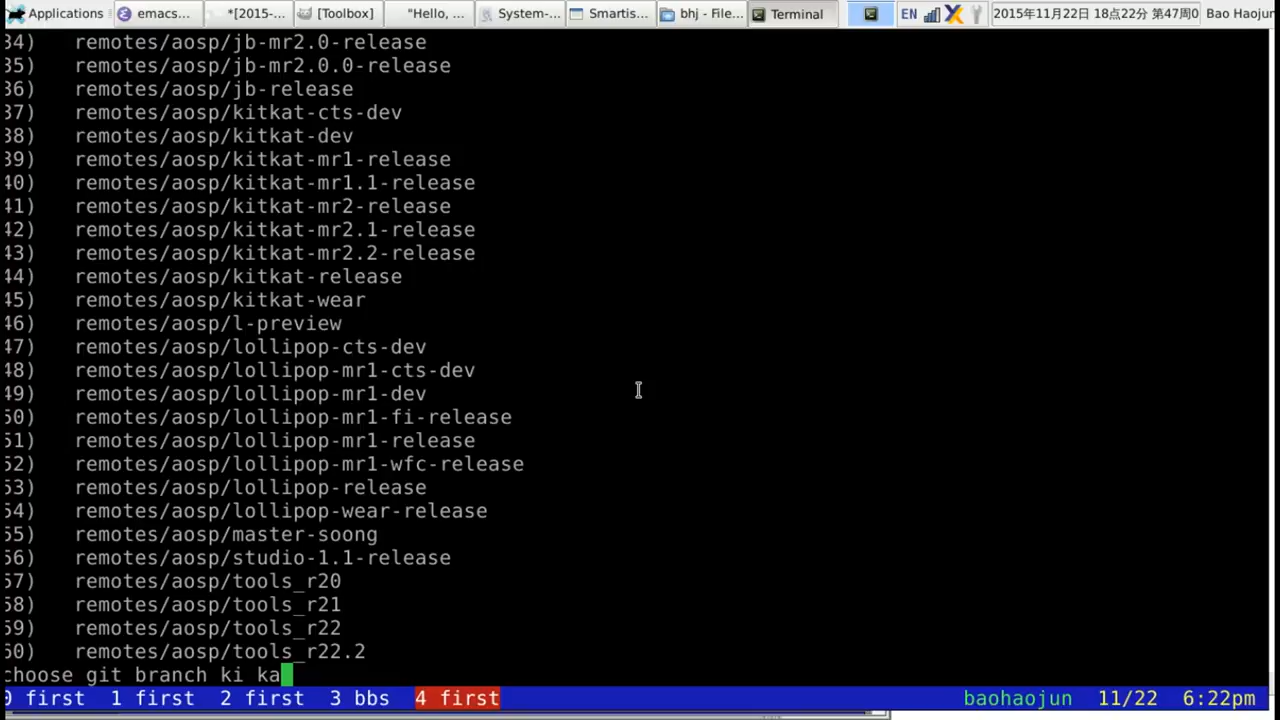 Applications emacs... *[2015-... [Toolbox] "Hello, ... System-... Smartis... bhj - File... Terminal EN 2015年11月22日 18点22分 第47周0 Bao Haojun
34) remotes/aosp/jb-mr2.0-release
35) remotes/aosp/jb-mr2.0.0-release
36) remotes/aosp/jb-release
37) remotes/aosp/kitkat-cts-dev
38) remotes/aosp/kitkat-dev
39) remotes/aosp/kitkat-mr1-release
40) remotes/aosp/kitkat-mr1.1-release
41) remotes/aosp/kitkat-mr2-release
42) remotes/aosp/kitkat-mr2.1-release
43) remotes/aosp/kitkat-mr2.2-release
44) remotes/aosp/kitkat-release
45) remotes/aosp/kitkat-wear
46) remotes/aosp/l-preview
47) remotes/aosp/lollipop-cts-dev
48) remotes/aosp/lollipop-mr1-cts-dev
49) remotes/aosp/lollipop-mr1-dev
50) remotes/aosp/lollipop-mr1-fi-release
51) remotes/aosp/lollipop-mr1-release
52) remotes/aosp/lollipop-mr1-wfc-release
53) remotes/aosp/lollipop-release
54) remotes/aosp/lollipop-wear-release
55) remotes/aosp/master-soong
56) remotes/aosp/studio-1.1-release
57) remotes/aosp/tools_r20
58) remotes/aosp/tools_r21
59) remotes/aosp/tools_r22
60) remotes/aosp/tools_r22.2
choose git branch ki ka
0 first 1 first 2 first 3 bbs 4 first baohaojun 11/22 6:22pm